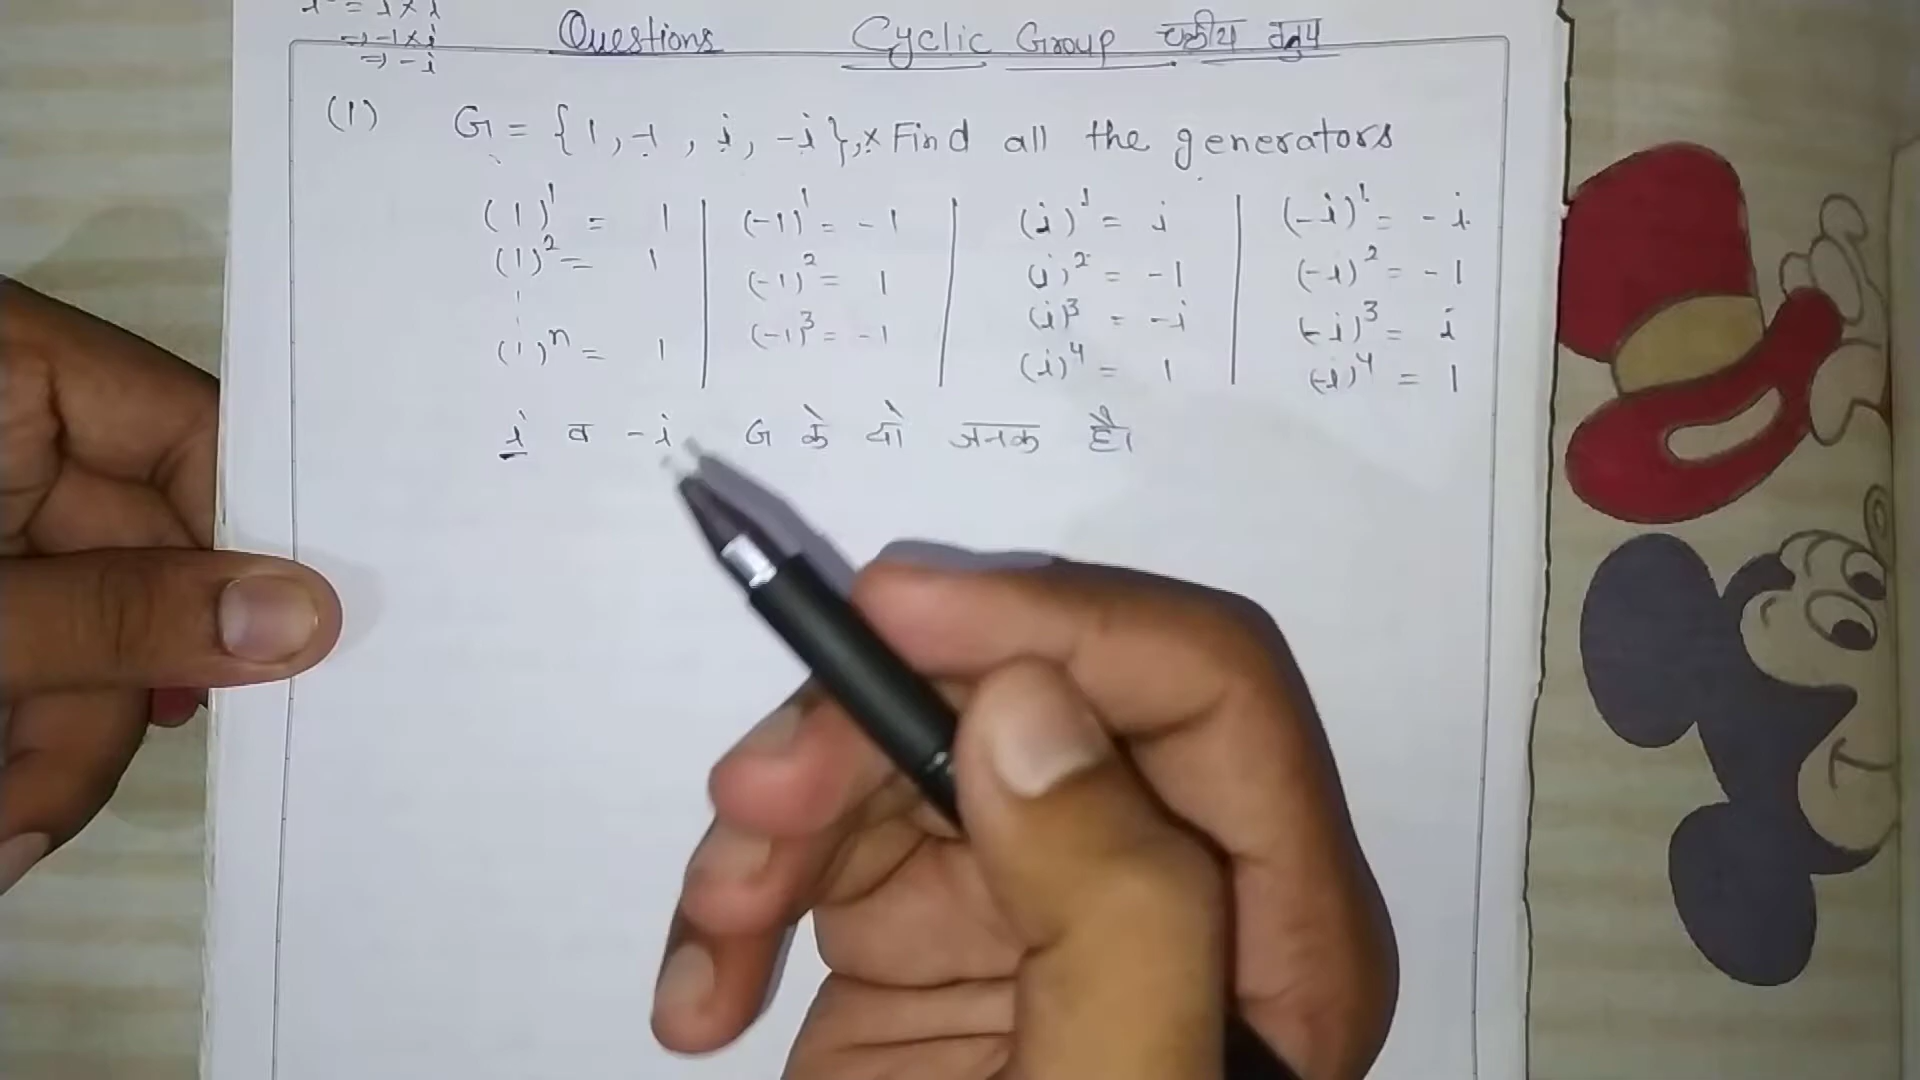 = i × i
⇒ -1 × i
⇒ - i
Questions Cyclic Group चक्रीय समूह
(1) G = {1, -1, i, -i}, × Find all the generators
(1)¹ = 1 (-1)¹ = -1 (i)¹ = i (-i)¹ = -i
(1)² = 1 (-1)² = 1 (i)² = -1 (-i)² = -1
(1)ⁿ = 1 (-1)³ = -1 (i)³ = -i (-i)³ = i
(i)⁴ = 1 (-i)⁴ = 1
i व -i G के दो जनक है।